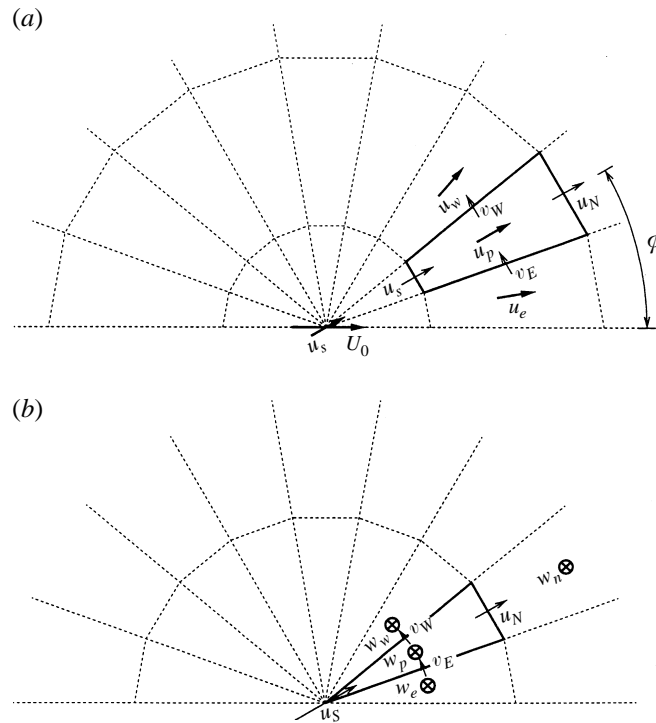 (a)
u_w
v_W
u_N
u_p
φ
u_s
v_E
u_e
u_s
U_0
(b)
w_n
w_w
v_W
u_N
w_p
v_E
w_e
u_S